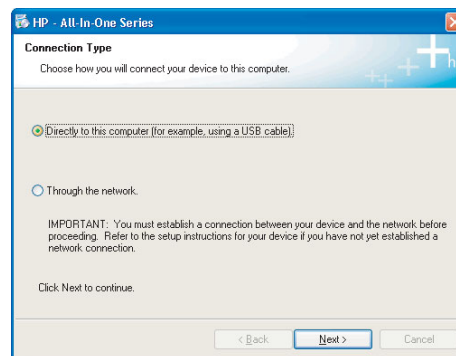 HP - All-In-One Series
Connection Type
Choose how you will connect your device to this computer.
Directly to this computer (for example, using a USB cable).
Through the network.
IMPORTANT: You must establish a connection between your device and the network before
proceeding. Refer to the setup instructions for your device if you have not yet established a
network connection.
Click Next to continue.
< Back Next > Cancel